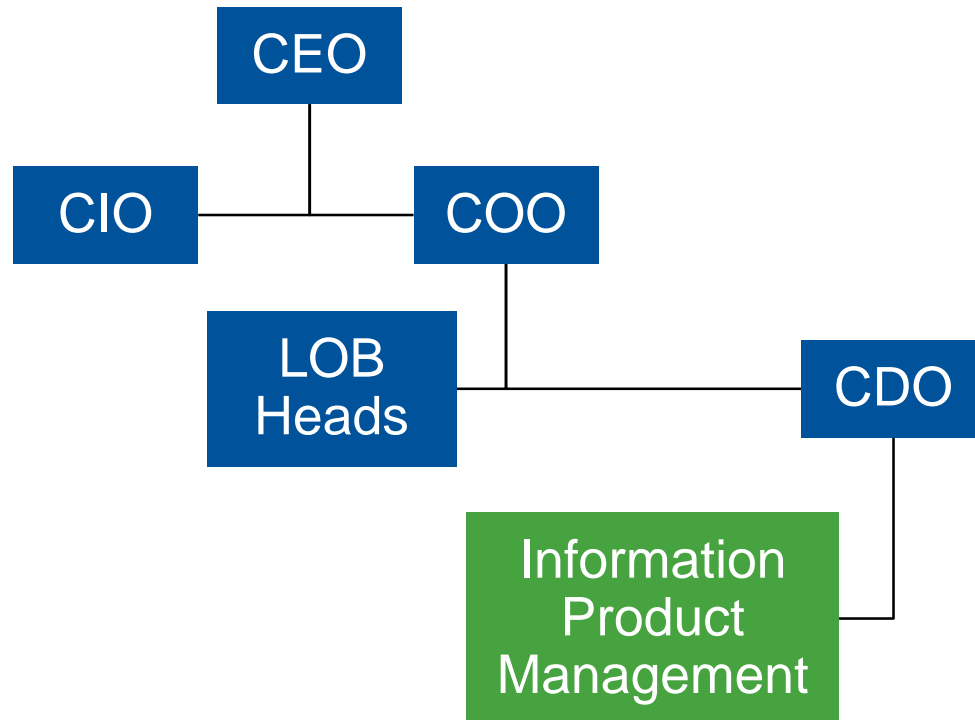 CEO
CIO
COO
LOB
Heads
CDO
Information
Product
Management